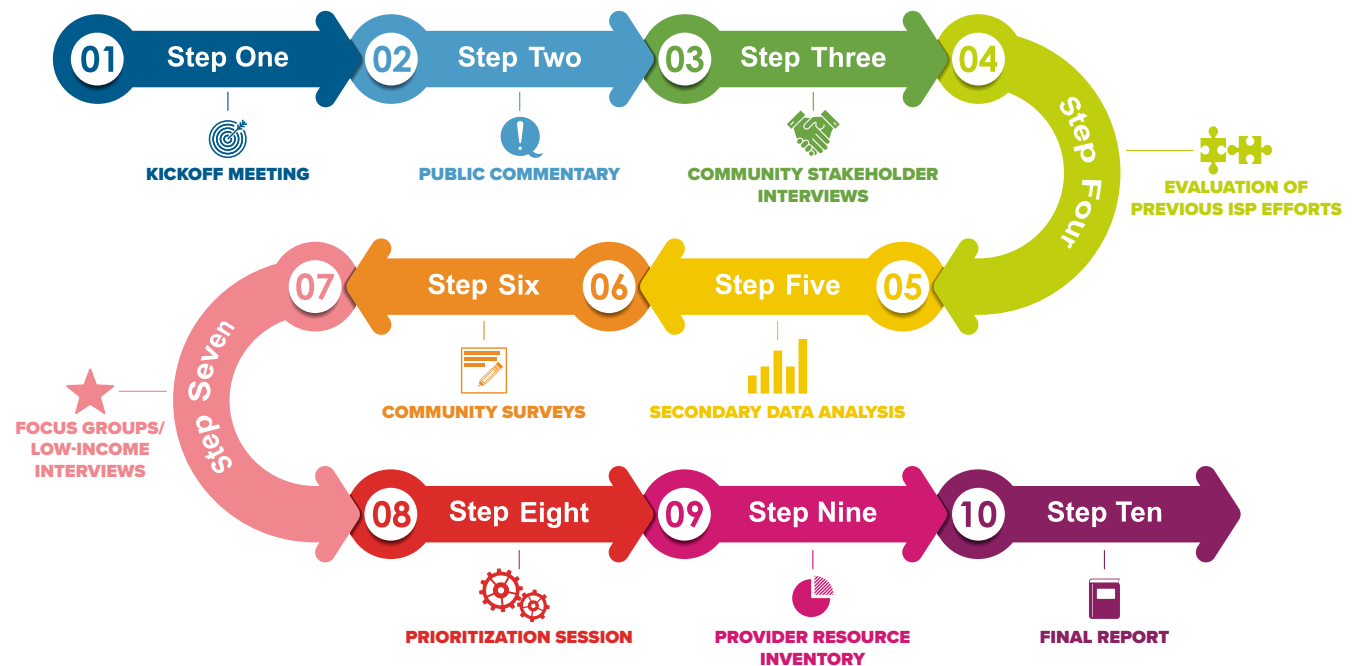 01 Step One
KICKOFF MEETING
02 Step Two
PUBLIC COMMENTARY
03 Step Three
COMMUNITY STAKEHOLDER
INTERVIEWS
04 Step Four
EVALUATION OF
PREVIOUS ISP EFFORTS
05 Step Five
SECONDARY DATA ANALYSIS
06 Step Six
COMMUNITY SURVEYS
07 Step Seven
FOCUS GROUPS/
LOW-INCOME
INTERVIEWS
08 Step Eight
PRIORITIZATION SESSION
09 Step Nine
PROVIDER RESOURCE
INVENTORY
10 Step Ten
FINAL REPORT